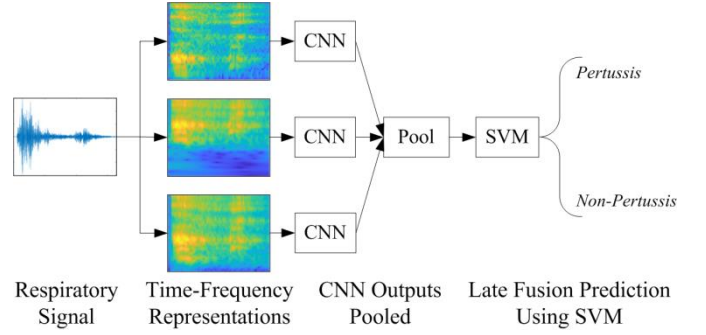 CNN
CNN
CNN
Pool
SVM
Pertussis
Non-Pertussis
Respiratory
Signal
Time-Frequency
Representations
CNN Outputs
Pooled
Late Fusion Prediction
Using SVM